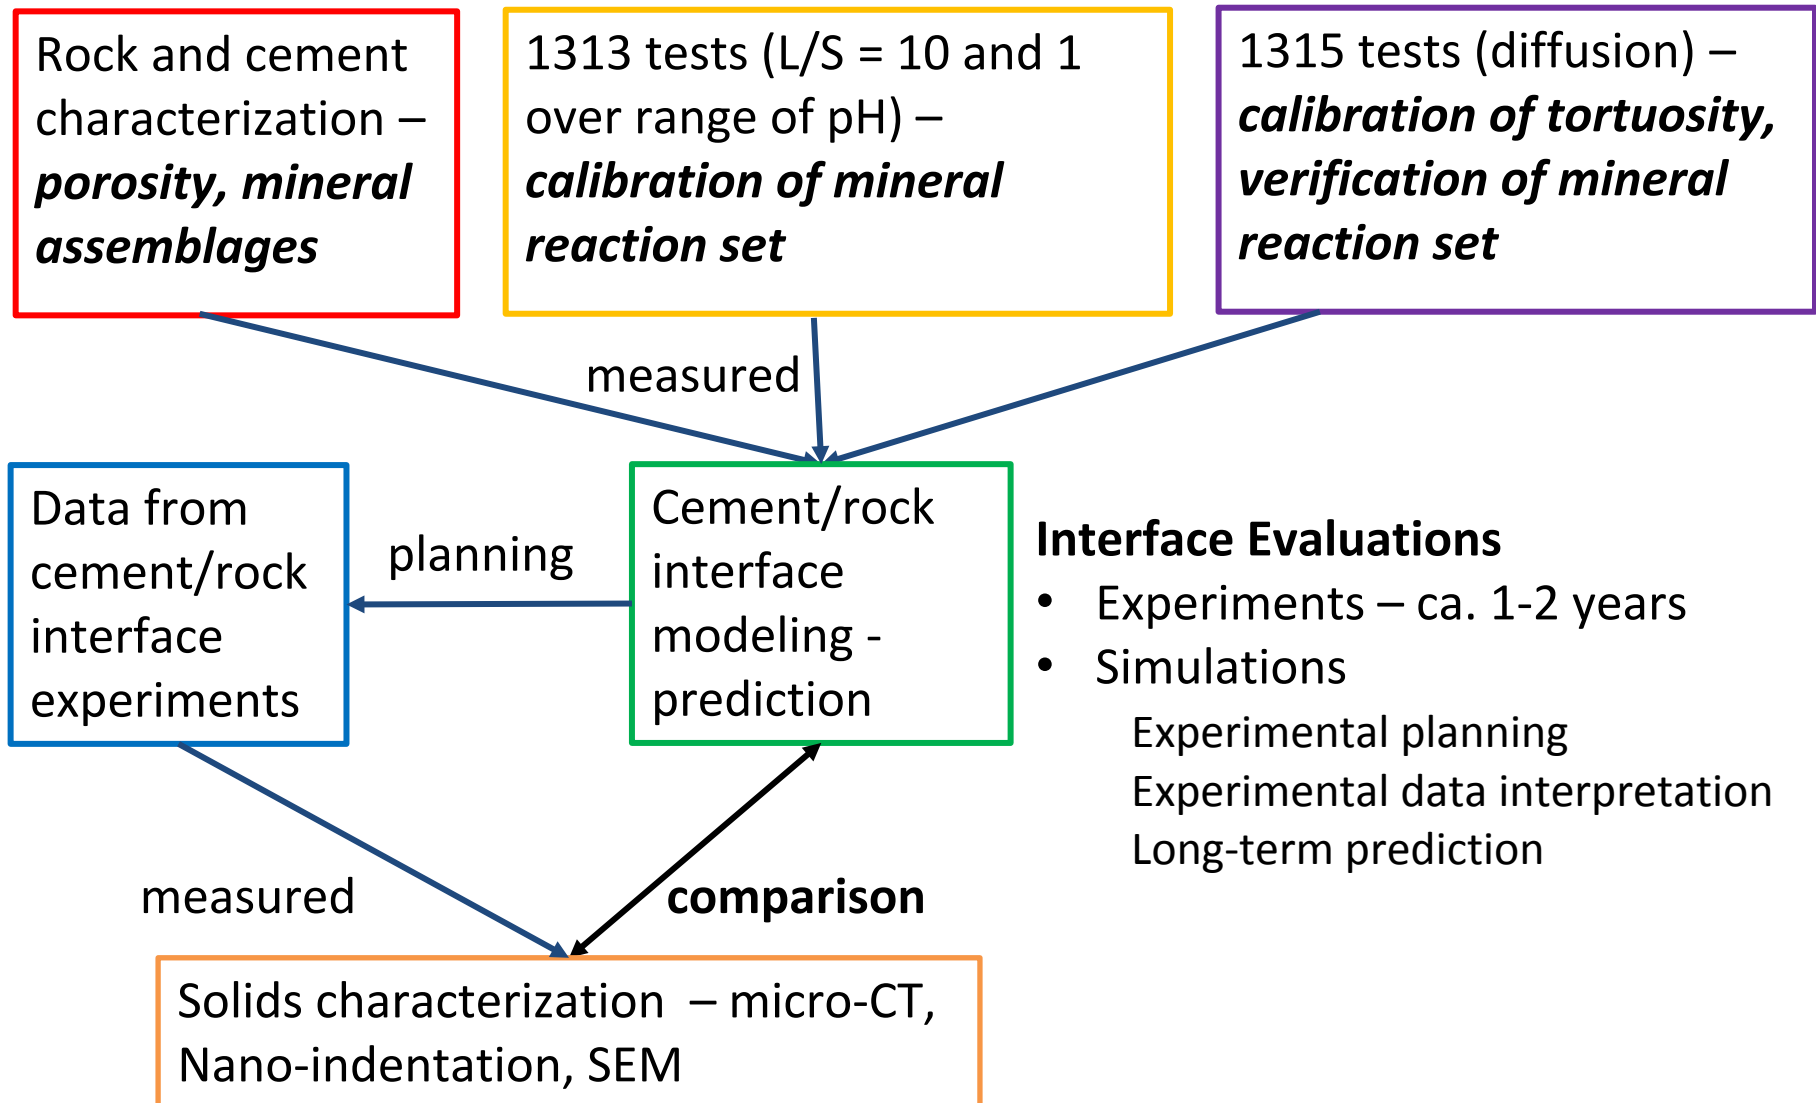 Rock and cement
characterization –
porosity, mineral
assemblages
1313 tests (L/S = 10 and 1
over range of pH) –
calibration of mineral
reaction set
1315 tests (diffusion) –
calibration of tortuosity,
verification of mineral
reaction set
measured
Data from
cement/rock
interface
experiments
planning
Cement/rock
interface
modeling -
prediction
Interface Evaluations
• Experiments – ca. 1-2 years
• Simulations
Experimental planning
Experimental data interpretation
Long-term prediction
measured
comparison
Solids characterization – micro-CT,
Nano-indentation, SEM